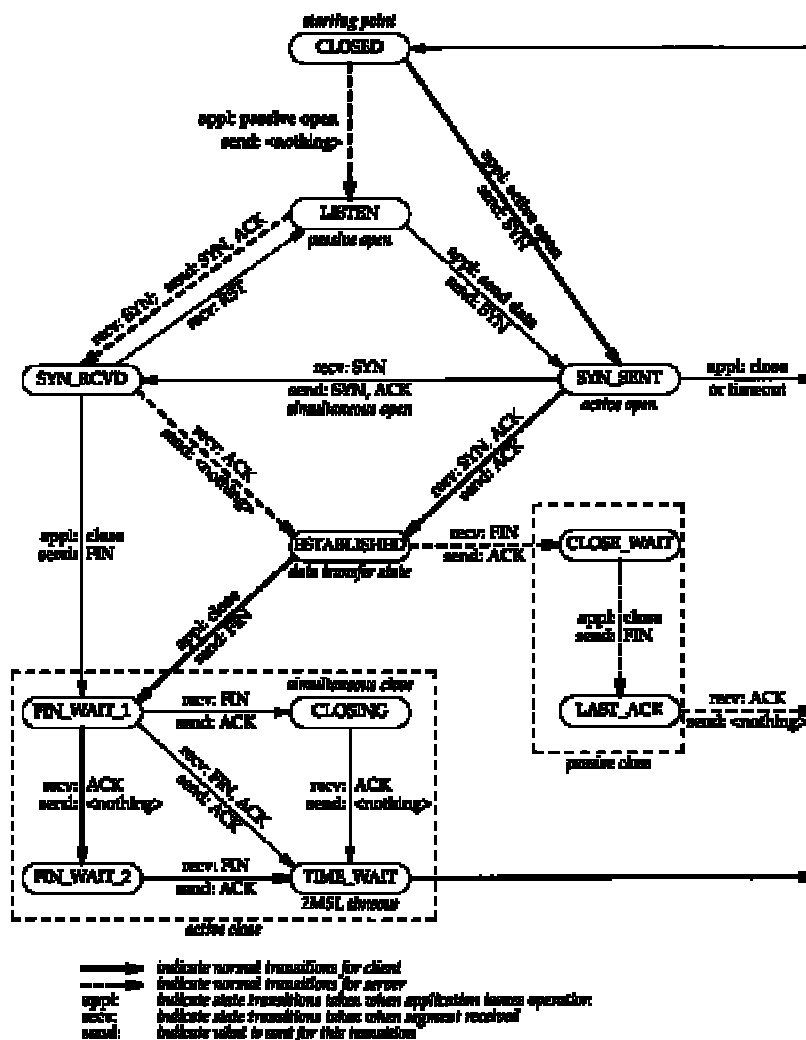 starting point
CLOSED
appl: passive open
send: <nothing>
appl: active open
send: SYN
LISTEN
passive open
recv: SYN; send: SYN, ACK
recv: RST
appl: send data
send: SYN
SYN_RCVD
recv: SYN
send: SYN, ACK
simultaneous open
SYN_SENT
active open
appl: close
or timeout
recv: ACK
send: <nothing>
recv: SYN, ACK
send: ACK
appl: close
send: FIN
ESTABLISHED
data transfer state
recv: FIN
send: ACK
CLOSE_WAIT
appl: close
send: FIN
appl: close
send: FIN
LAST_ACK
recv: ACK
send: <nothing>
passive close
simultaneous close
FIN_WAIT_1
recv: FIN
send: ACK
CLOSING
recv: ACK
send: <nothing>
recv: FIN, ACK
send: ACK
recv: ACK
send: <nothing>
FIN_WAIT_2
recv: FIN
send: ACK
TIME_WAIT
2MSL timeout
active close
indicate normal transitions for client
indicate normal transitions for server
appl: indicate state transitions taken when application issues operation
recv: indicate state transitions taken when segment received
send: indicate what is sent for this transition